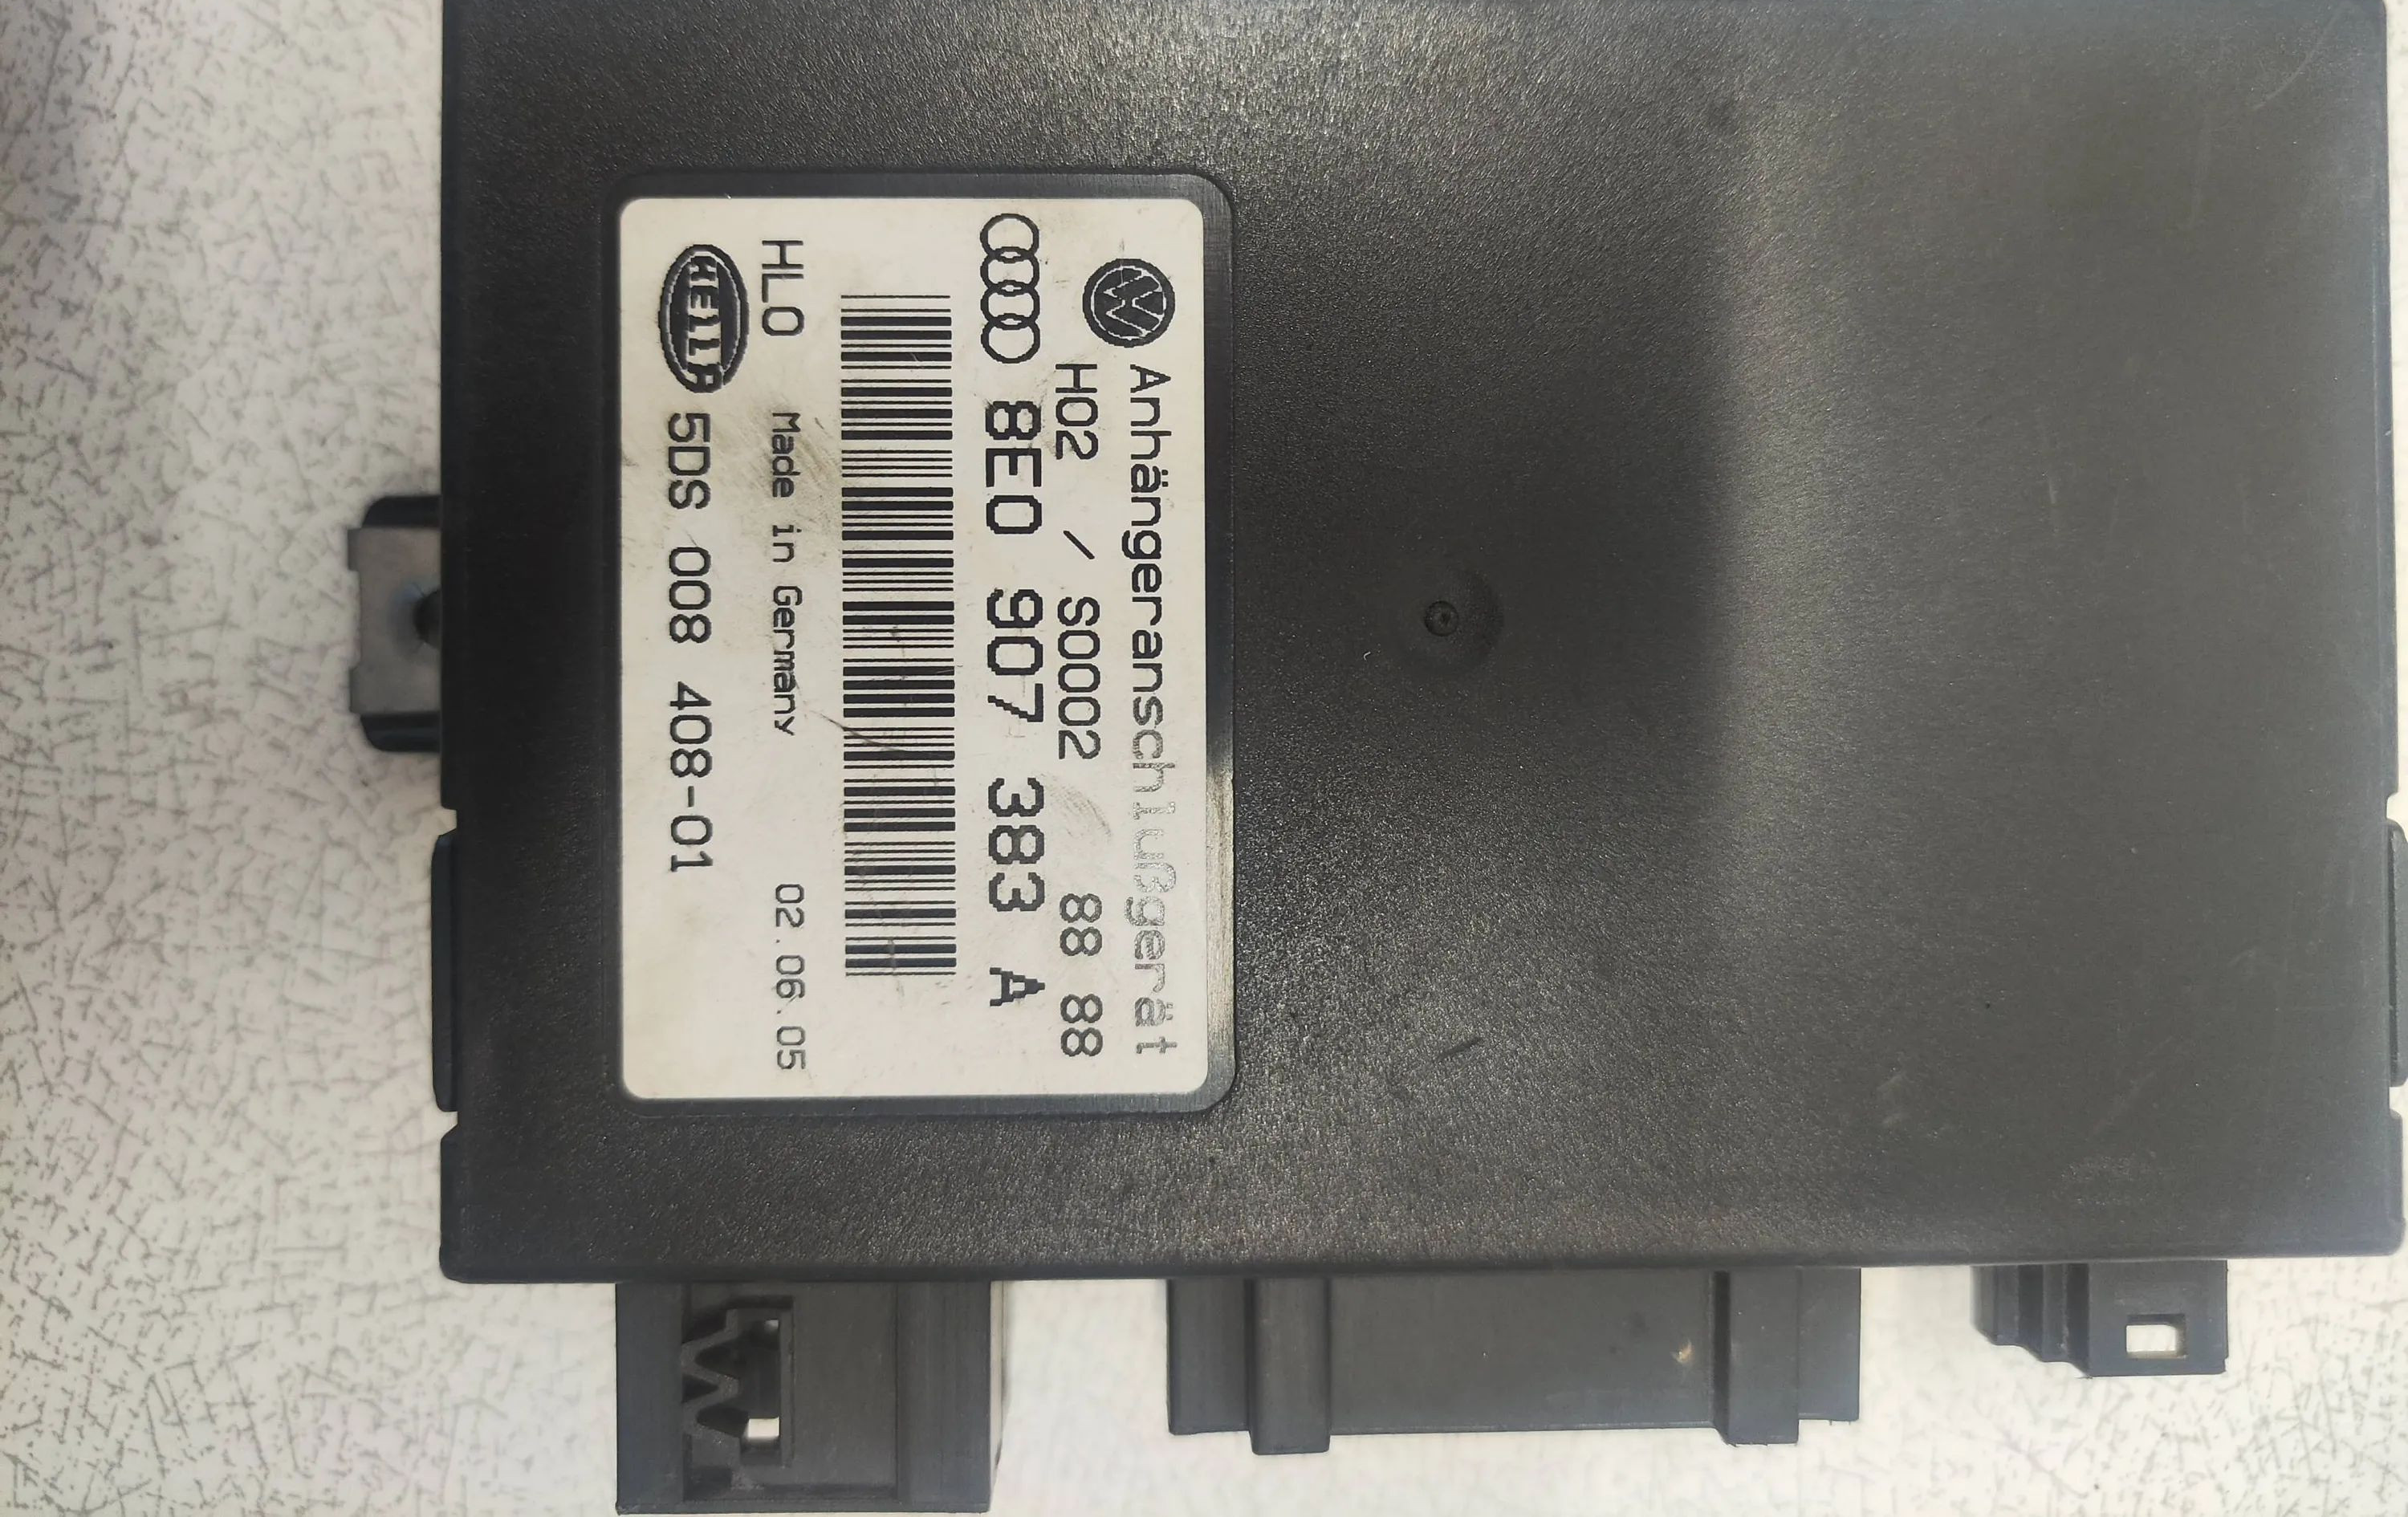 Anhängeranschlußgerät
H02 / S0002 88 88
8E0 907 383 A
HLO Made in Germany 02.06.05
HELLA 5DS 008 408-01